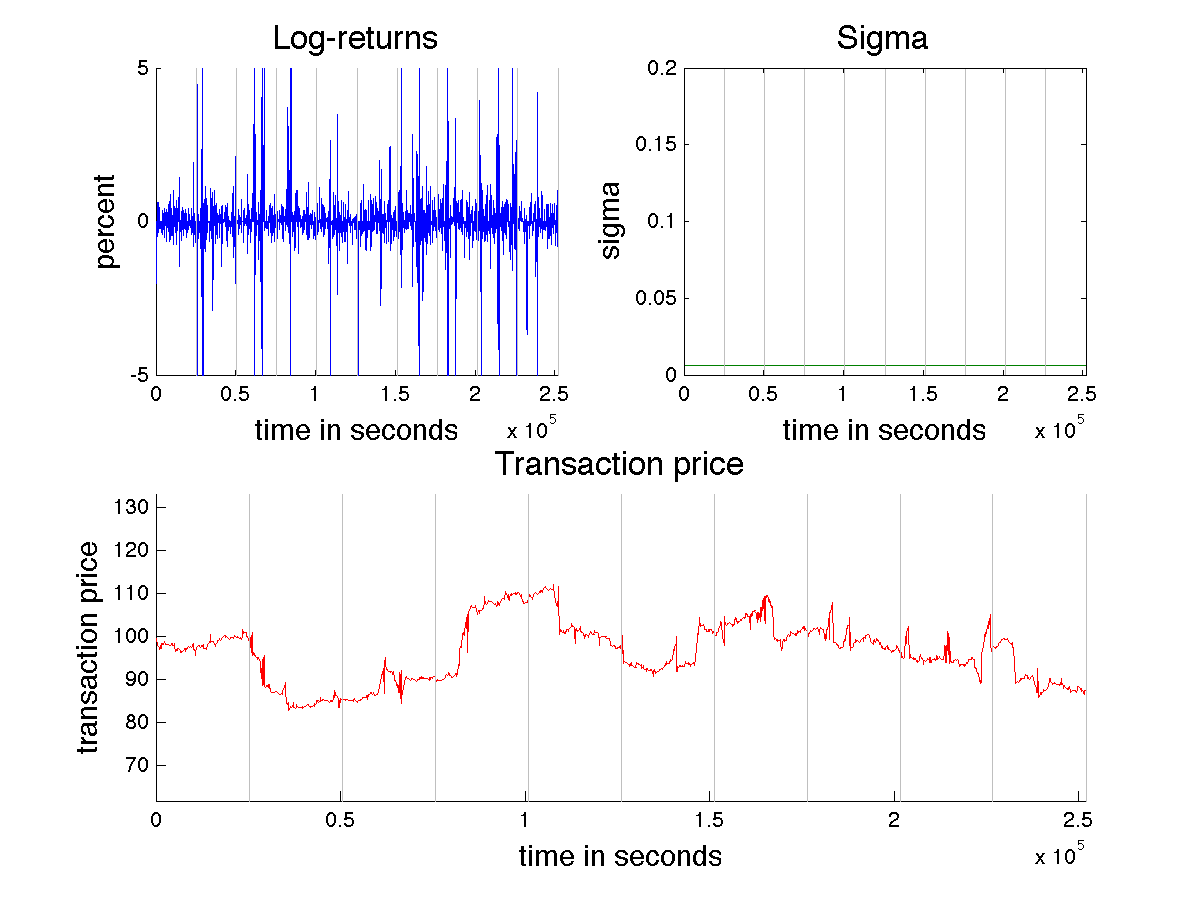 Log-returns
5
0
-5
percent
0 0.5 1 1.5 2 2.5
x 10^5
time in seconds
Sigma
0.2
0.15
0.1
0.05
0
sigma
0 0.5 1 1.5 2 2.5
x 10^5
time in seconds
Transaction price
130
120
110
100
90
80
70
transaction price
0 0.5 1 1.5 2 2.5
x 10^5
time in seconds